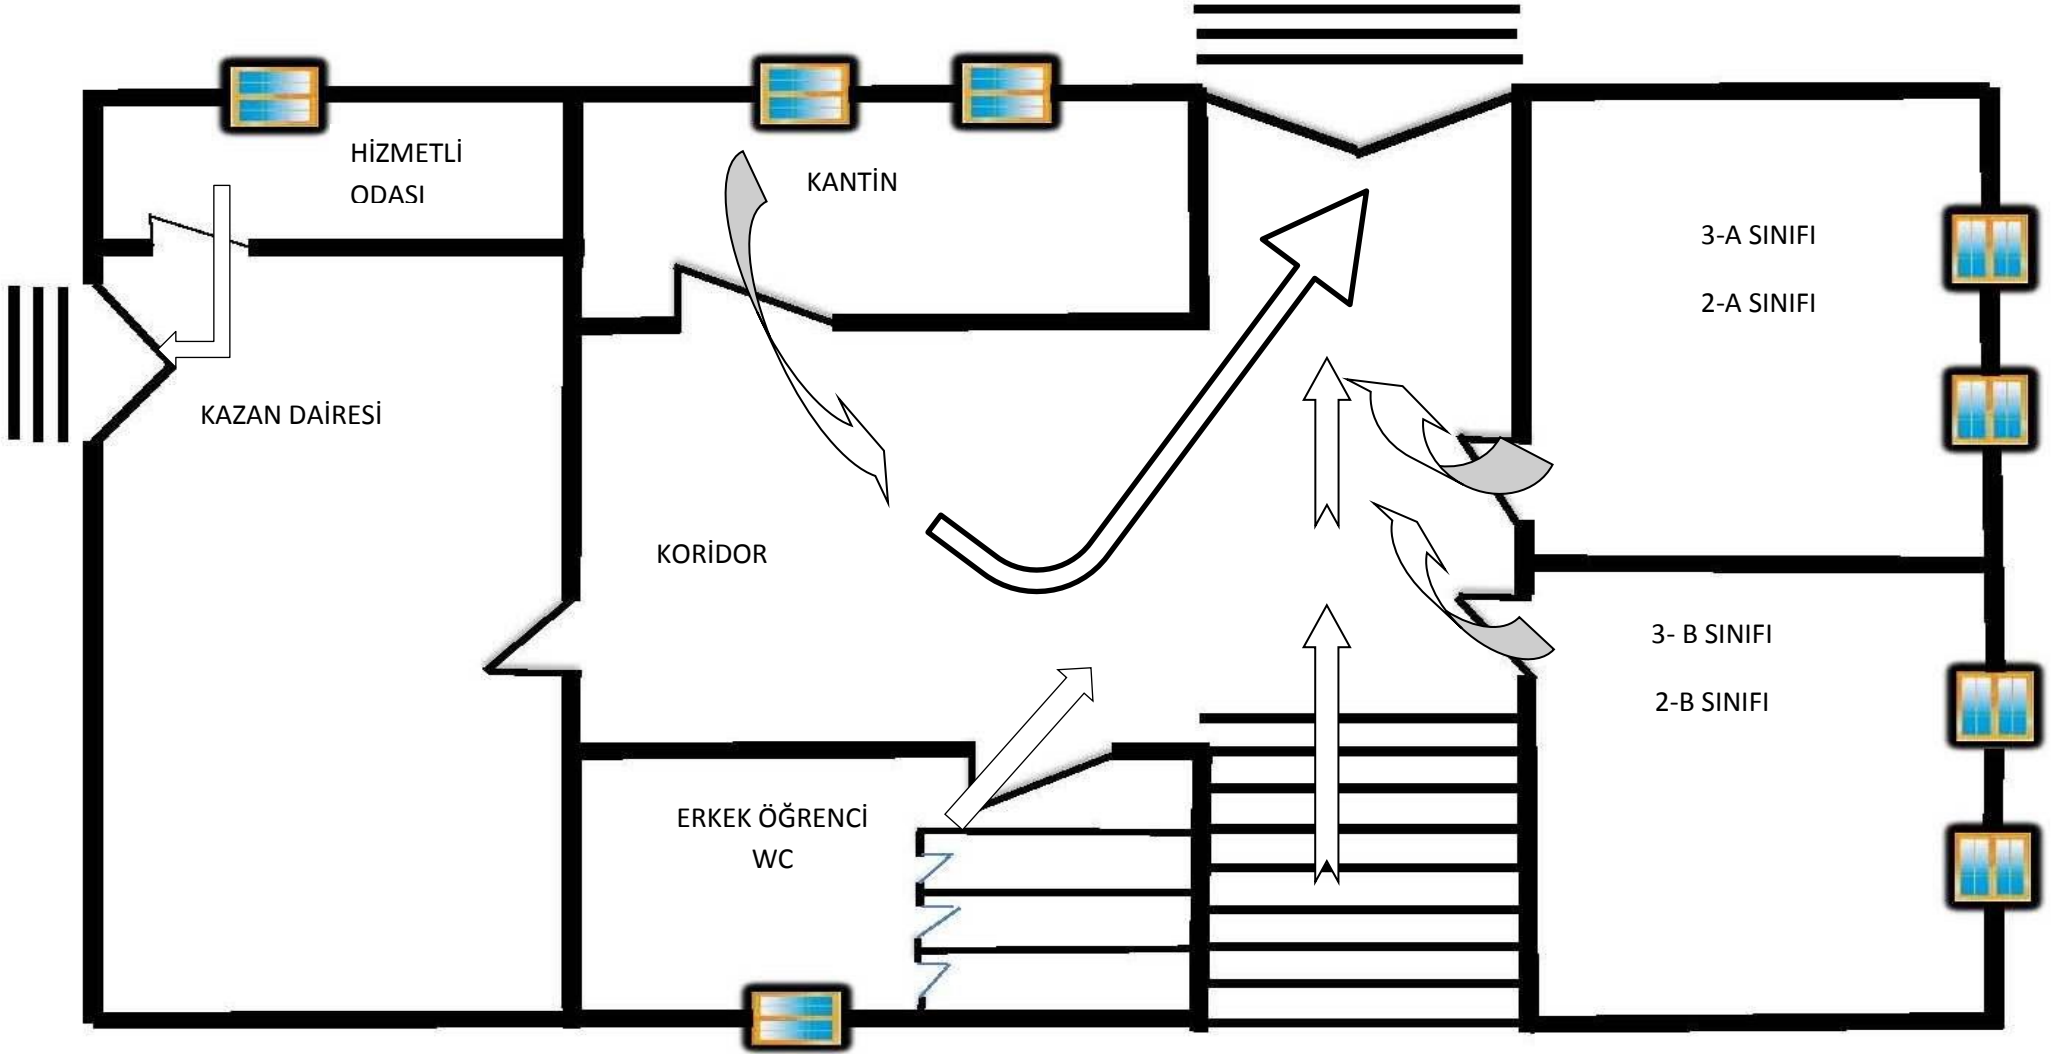 HİZMETLİ
ODASI
KANTİN
3-A SINIFI
2-A SINIFI
KAZAN DAİRESİ
KORİDOR
3- B SINIFI
2-B SINIFI
ERKEK ÖĞRENCİ
WC